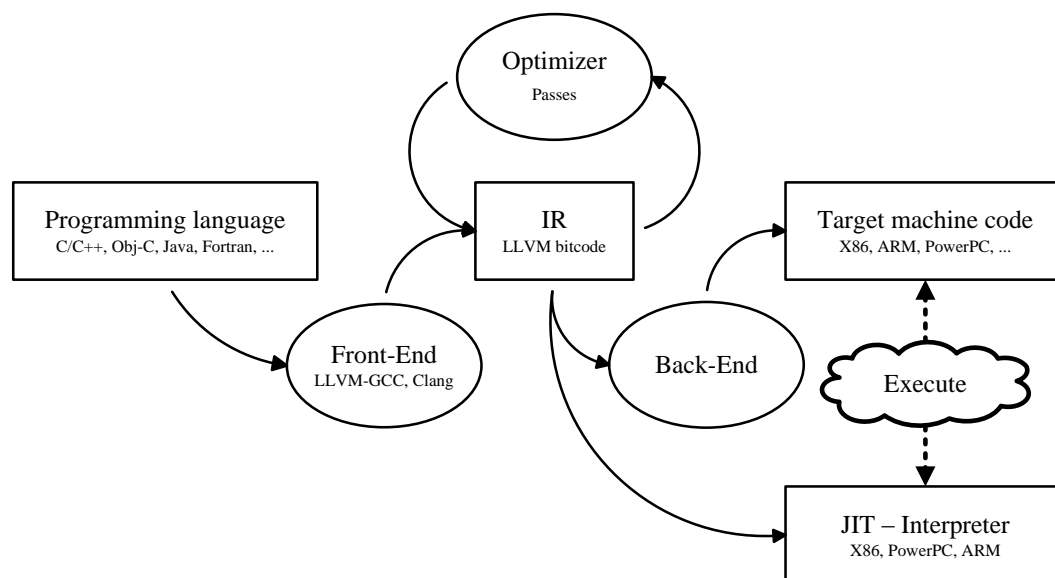 Optimizer
Passes
Programming language
C/C++, Obj-C, Java, Fortran, ...
IR
LLVM bitcode
Target machine code
X86, ARM, PowerPC, ...
Front-End
LLVM-GCC, Clang
Back-End
Execute
JIT – Interpreter
X86, PowerPC, ARM